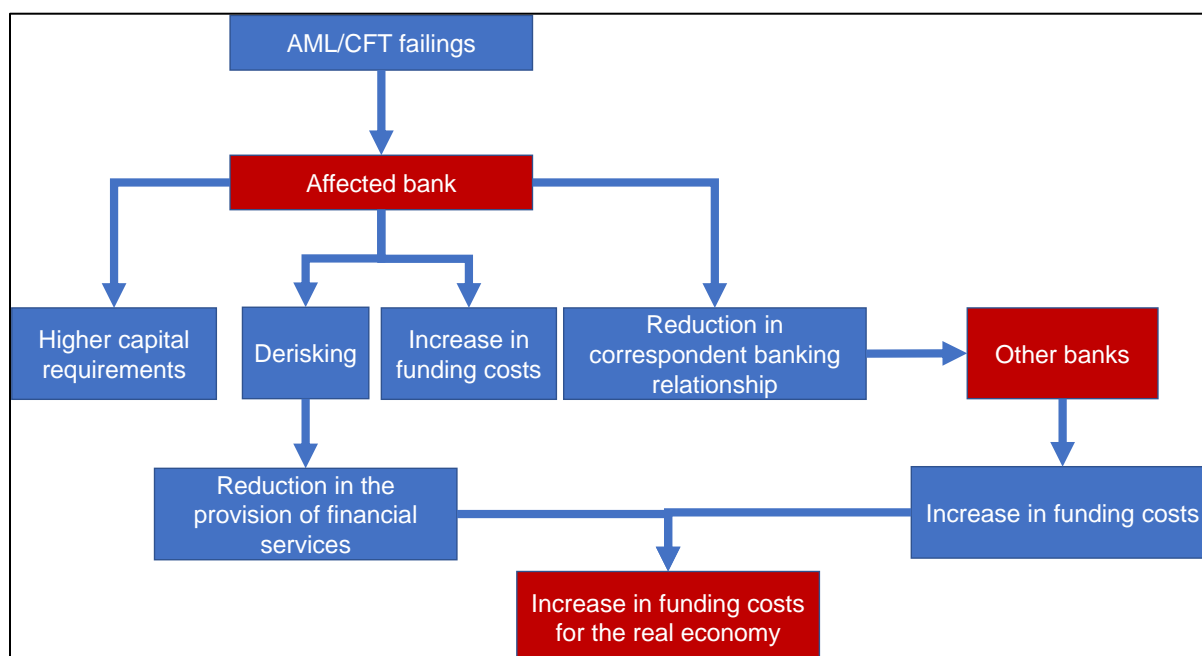 AML/CFT failings
Affected bank
Higher capital
requirements
Derisking
Increase in
funding costs
Reduction in
correspondent banking
relationship
Other banks
Reduction in the
provision of financial
services
Increase in funding costs
Increase in funding costs
for the real economy